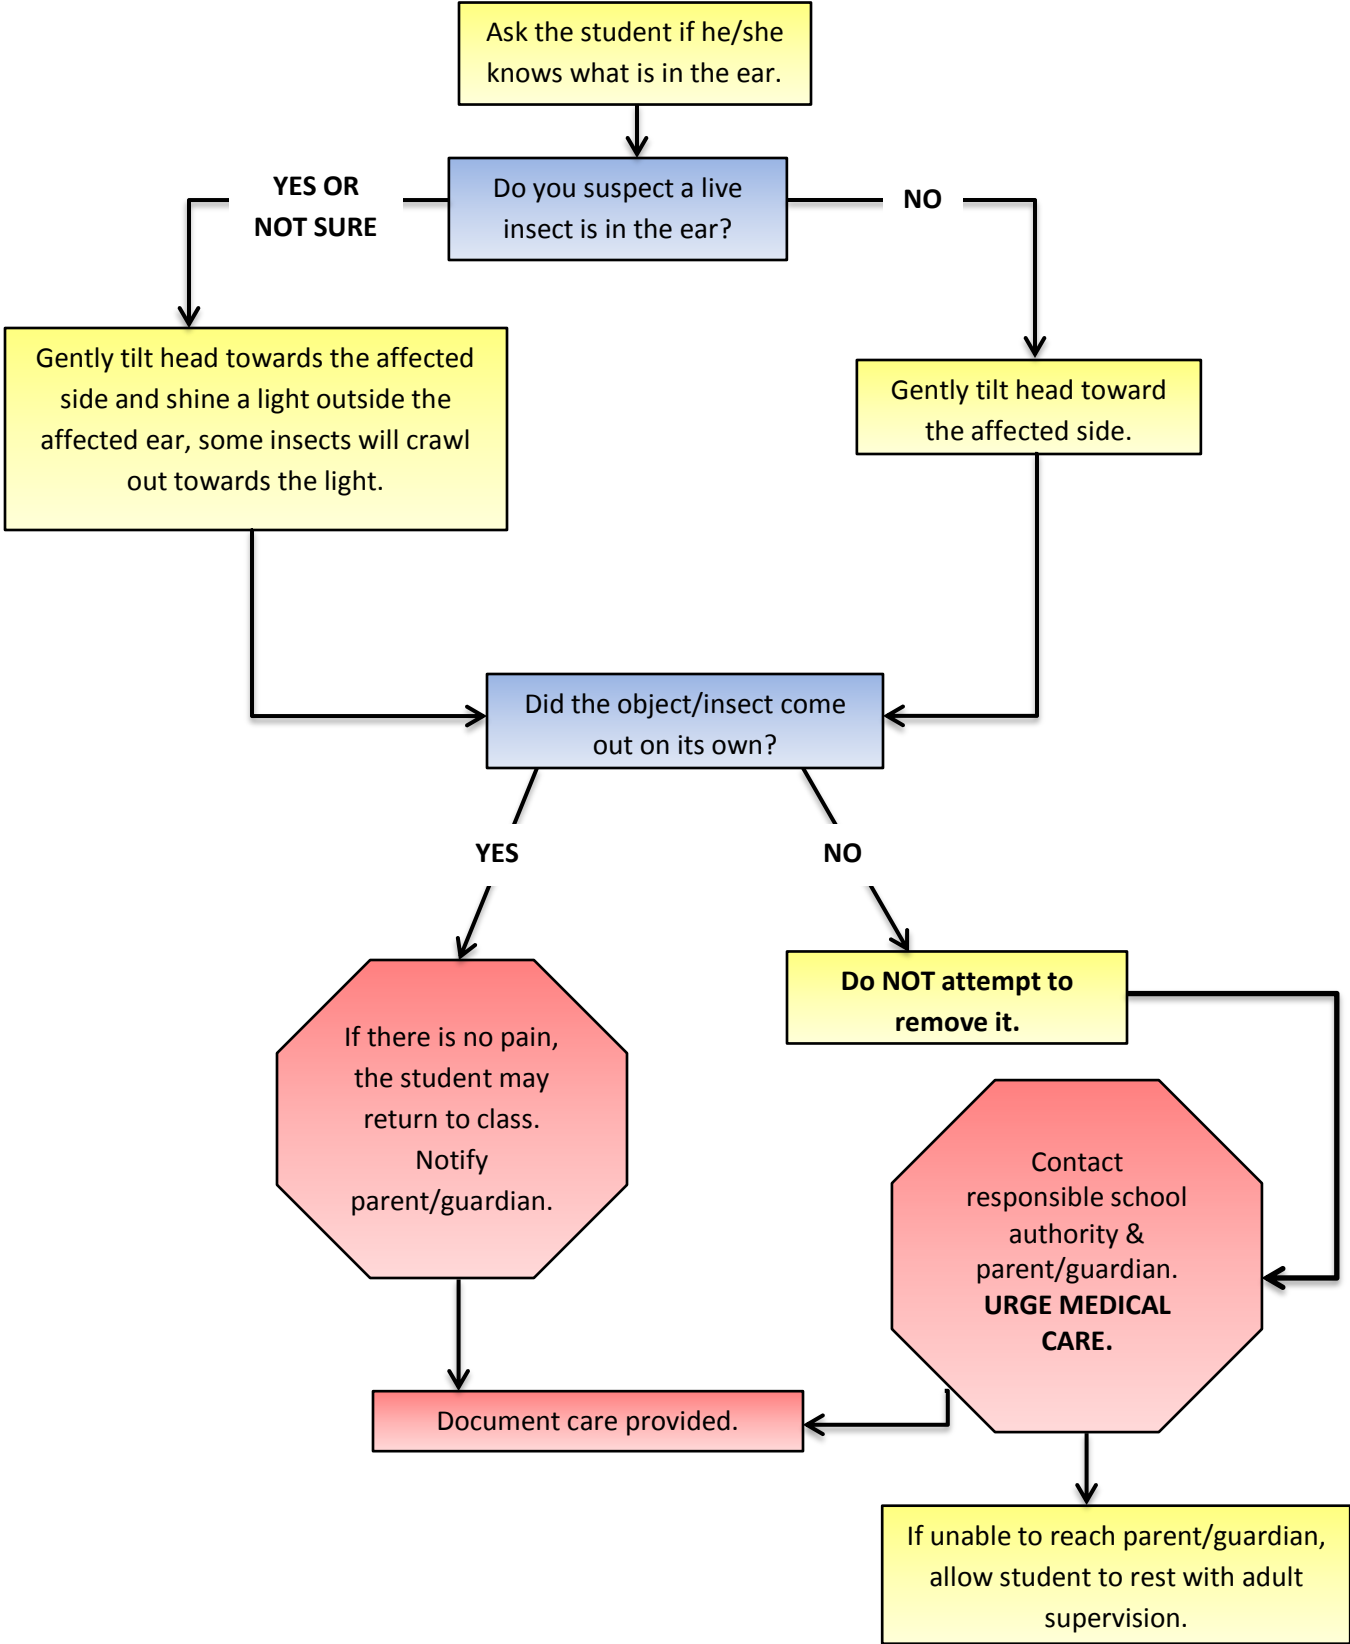 Ask the student if he/she
knows what is in the ear.
YES OR
NOT SURE
Do you suspect a live
insect is in the ear?
NO
Gently tilt head towards the affected
side and shine a light outside the
affected ear, some insects will crawl
out towards the light.
Gently tilt head toward
the affected side.
Did the object/insect come
out on its own?
YES
NO
If there is no pain,
the student may
return to class.
Notify
parent/guardian.
Do NOT attempt to
remove it.
Contact
responsible school
authority &
parent/guardian.
URGE MEDICAL
CARE.
Document care provided.
If unable to reach parent/guardian,
allow student to rest with adult
supervision.